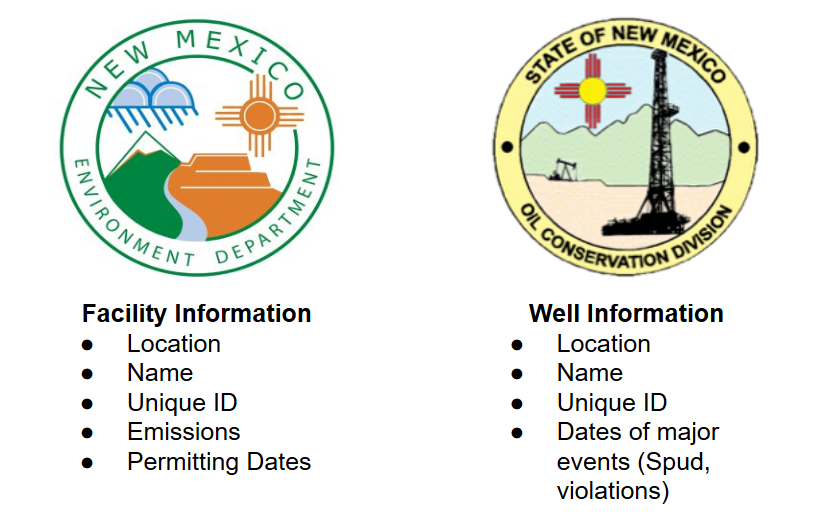 NEW MEXICO
ENVIRONMENT DEPARTMENT
Facility Information
● Location
● Name
● Unique ID
● Emissions
● Permitting Dates
STATE OF NEW MEXICO
OIL CONSERVATION DIVISION
Well Information
● Location
● Name
● Unique ID
● Dates of major
events (Spud,
violations)